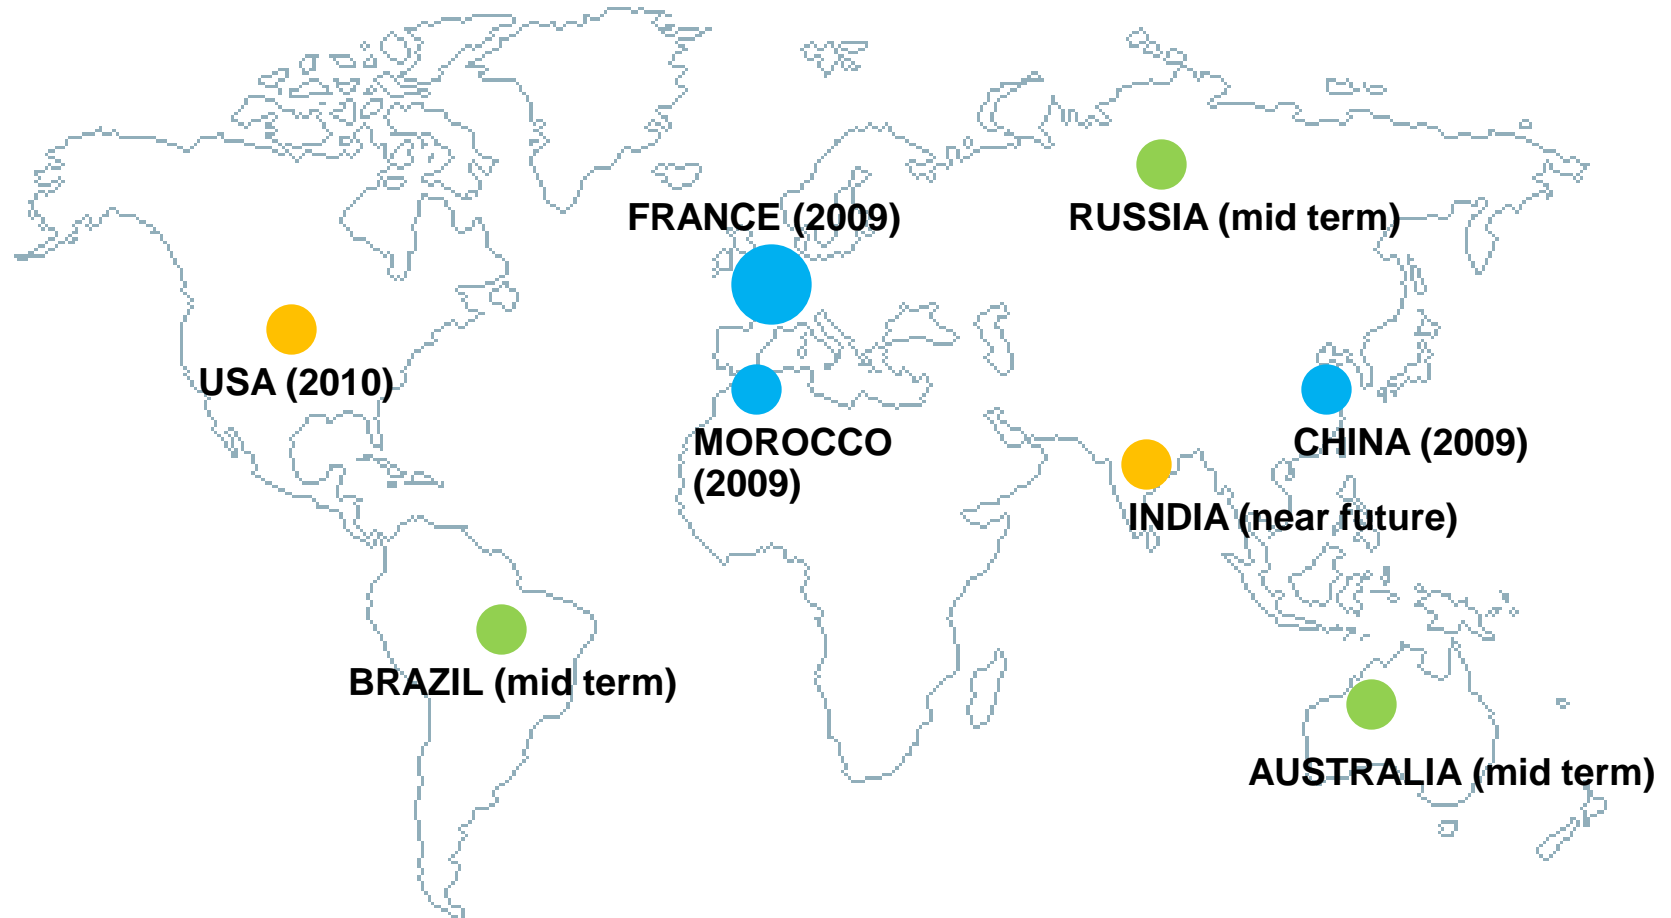 FRANCE (2009)
RUSSIA (mid term)
USA (2010)
MOROCCO
(2009)
CHINA (2009)
INDIA (near future)
BRAZIL (mid term)
AUSTRALIA (mid term)